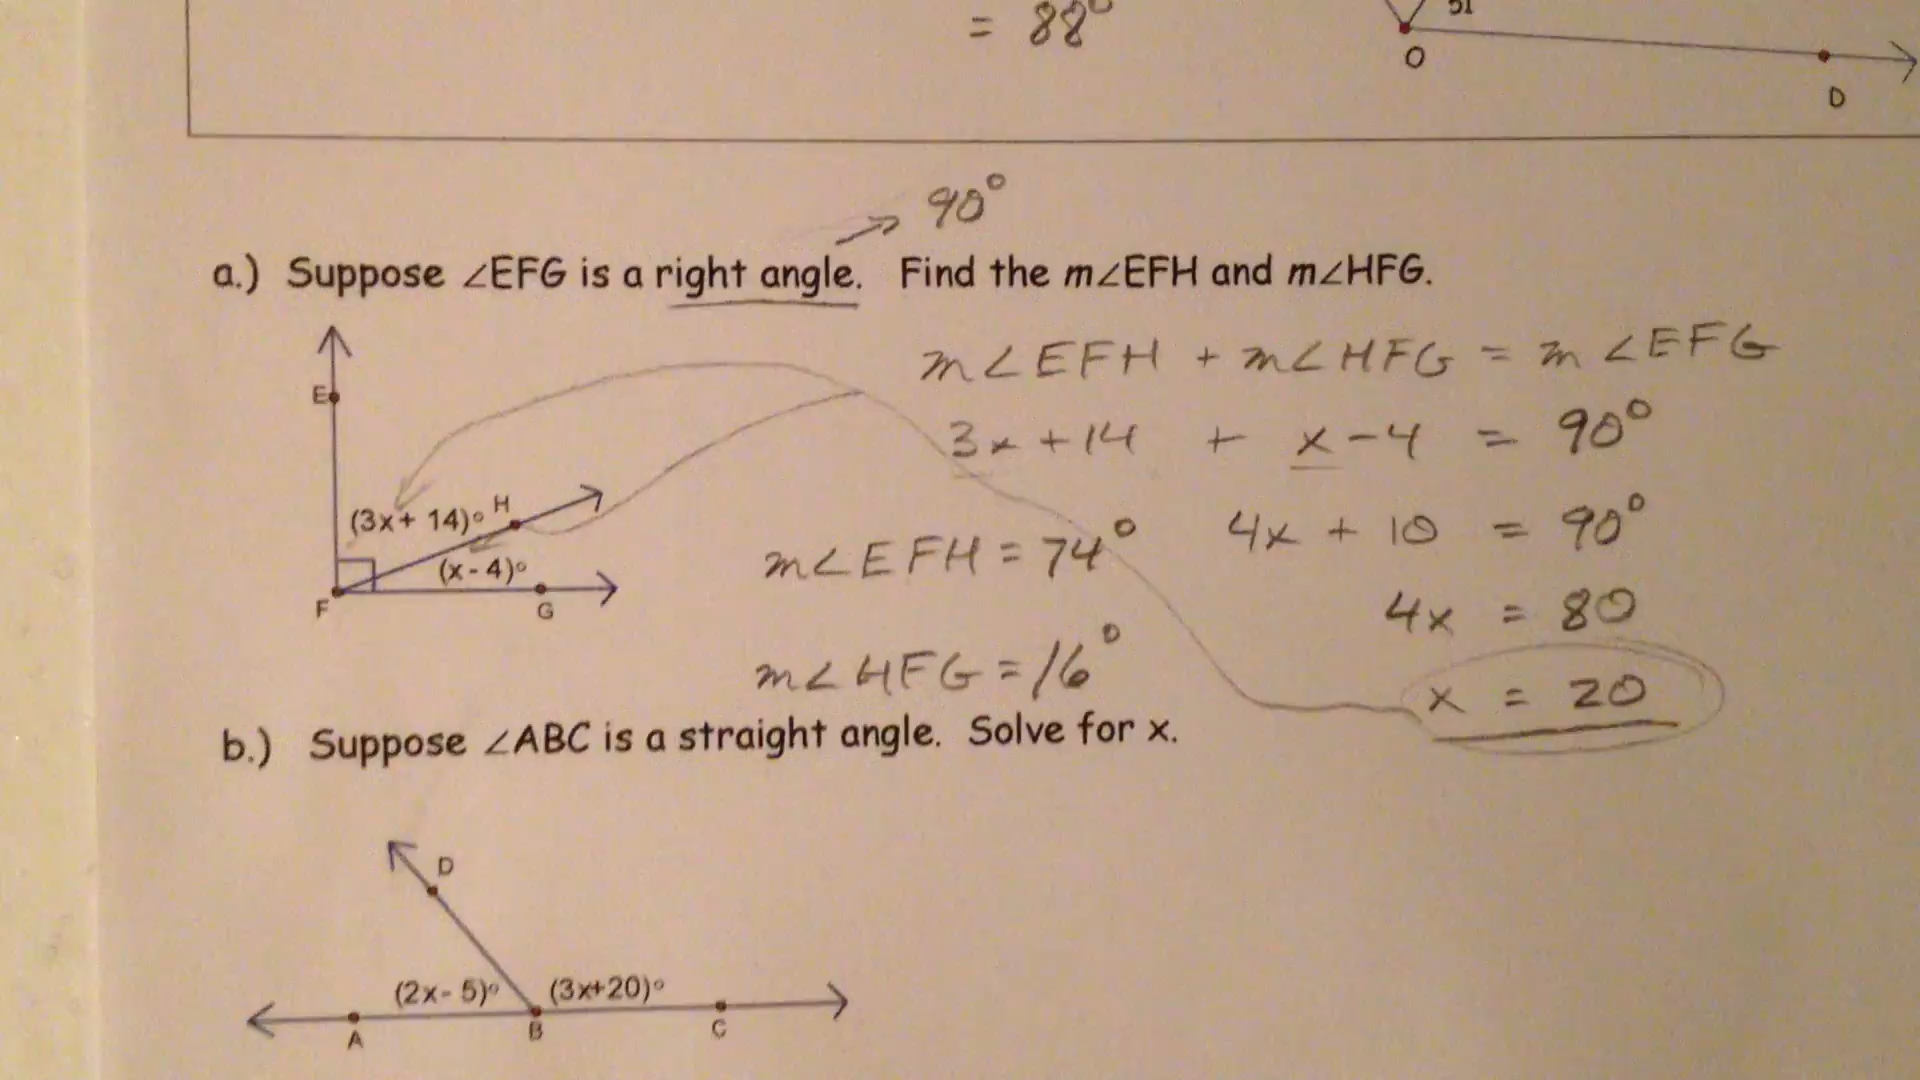 = 88°
51
O
D
90°
a.) Suppose ∠EFG is a right angle. Find the m∠EFH and m∠HFG.
m∠EFH + m∠HFG = m∠EFG
E
3x + 14 + x - 4 = 90°
(3x + 14)° H
4x + 10 = 90°
m∠EFH = 74°
(x - 4)°
F
G
4x = 80
m∠HFG = 16°
x = 20
b.) Suppose ∠ABC is a straight angle. Solve for x.
D
(2x - 5)° (3x+20)°
A B C